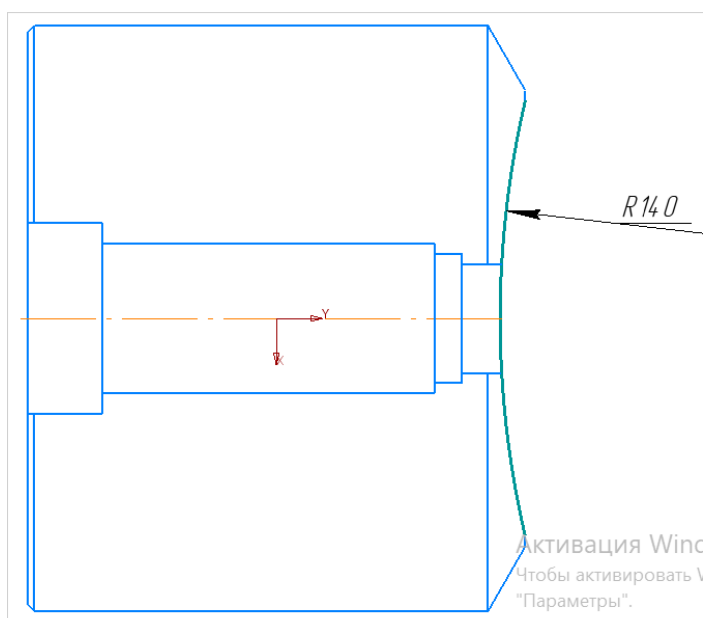 R140
Y
X
Активация Wind
Чтобы активировать W
"Параметры".